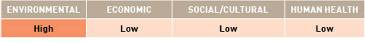 ENVIRONMENTAL ECONOMIC SOCIAL/CULTURAL HUMAN HEALTH
High Low Low Low